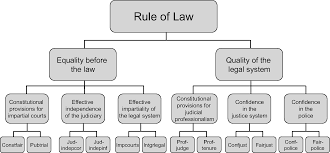 Rule of Law
Equality before
the law
Quality of the
legal system
Constitutional
provisions for
impartial courts
Effective
independence
of the judiciary
Effective
impartiality of
the legal system
Constitutional
provisions for
judicial
professionalism
Confidence
in the
justice system
Confidence
in the
police
Constfair
Pubtrial
Jud-
indepcor
Jud-
indepint
Impcourts
Intgrlegal
Prof-
judge
Prof-
tenure
Confjust
Fairjust
Conf-
police
Fair-
police